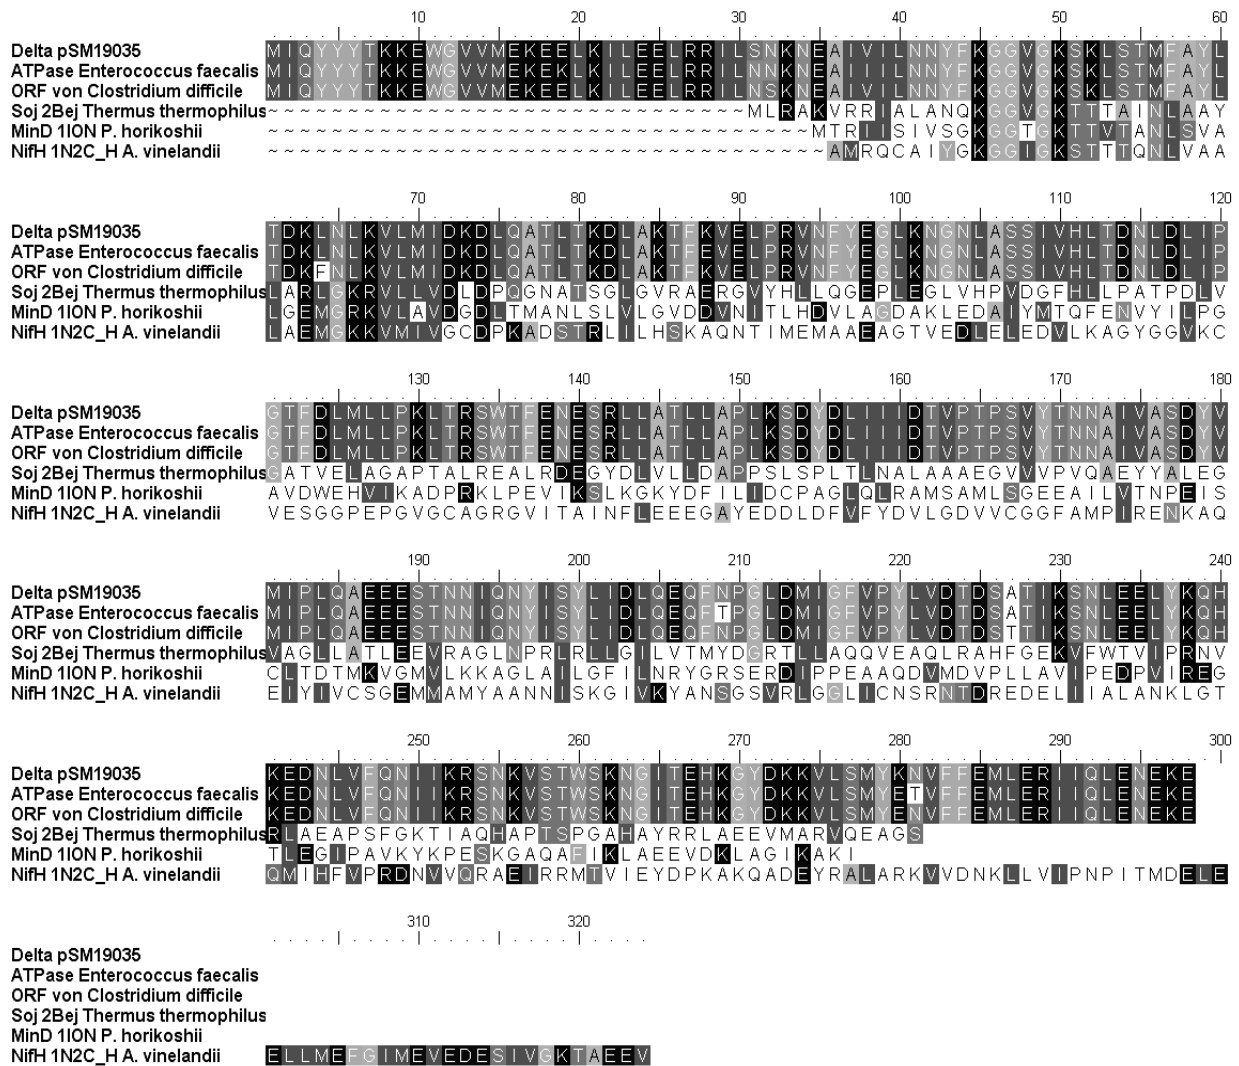 10 20 30 40 50 60
Delta pSM19035 MIQYYYTKKEWGVVMEKEELKILEELRRILSNKNEAIVILNNYFKGGVGKSKLSTMFAYL
ATPase Enterococcus faecalis MIQYYYTKKEWGVVMEKEKLKILEELRRILNNKNEAIIILNNYFKGGVGKSKLSTMFAYL
ORF von Clostridium difficile MIQYYYTKKEWGVVMEKEELKILEELRRILNSKNEAIVILNNYFKGGVGKSKLSTMFAYL
Soj 2Bej Thermus thermophilus ~~~~~~~~~~~~~~~~~~~~~~~~~~~~~~MLRAKVRRIALANQKGGVGKTTTAINLAAY
MinD 1ION P. horikoshii ~~~~~~~~~~~~~~~~~~~~~~~~~~~~~~~~~~MTRIISIVSGKGGTGKTTVTANLSVA
NifH 1N2C_H A. vinelandii ~~~~~~~~~~~~~~~~~~~~~~~~~~~~~~~~~~~AMRQCAIYGKGGIGKSTTTQNLVAA
70 80 90 100 110 120
Delta pSM19035 TDKLNLKVLMIDKDLQATLTKDLAKTFKVELPRVNFYEGLKNGNLASSIVHLTDNLDLIP
ATPase Enterococcus faecalis TDKLNLKVLMIDKDLQATLTKDLAKTFKVELPRVNFYEGLKNGNLASSIVHLTDNLDLIP
ORF von Clostridium difficile TDKFNLKVLMIDKDLQATLTKDLAKTFKVELPRVNFYEGLKNGNLASSIVHLTDNLDLIP
Soj 2Bej Thermus thermophilus LARLGKRVLLVDLDPQGNATSGLGVRAERGVYHLLQGEPLEGLVHPVDGFHLLPATPDLV
MinD 1ION P. horikoshii LGEMGRKVLAVDGDLTMANLSLVLGVDDVNITLHDVLAGDAKLEDAIYMTQFENVYILPG
NifH 1N2C_H A. vinelandii LAEMGKKVMIVGCDPKADSTRLILHSKAQNTIMEMAAEAGTVEDLELEDVLKAGYGGVKC
130 140 150 160 170 180
Delta pSM19035 GTFDLMLLPKLTRSWTFENESRLLATLLAPLKSDYDLIIIDTVPTPSVYTNNAIVASDYV
ATPase Enterococcus faecalis GTFDLMLLPKLTRSWTFENESRLLATLLAPLKSDYDLIIIDTVPTPSVYTNNAIVASDYV
ORF von Clostridium difficile GTFDLMLLPKLTRSWTFENESRLLATLLAPLKSDYDLIIIDTVPTPSVYTNNAIVASDYV
Soj 2Bej Thermus thermophilus GATVELAGAPTALREALRDEGYDLVLLDAPPSLSPLTLNALAAAEGVVVPVQAEYYALEG
MinD 1ION P. horikoshii AVDWEHVIKADPRKLPEVIKSLKGKYDFILIDCPAGLQLRAMSAMLSGEEAILVTNPEIS
NifH 1N2C_H A. vinelandii VESGGPEPGVGCAGRGVITAINFLEEEGAYEDDLDFVFYDVLGDVVCGGFAMPIRENKAQ
190 200 210 220 230 240
Delta pSM19035 MIPLQAEEESTNNIQNYISYLIDLQEQFNPGLDMIGFVPYLVDTDSATIKSNLEELYKQH
ATPase Enterococcus faecalis MIPLQAEEESTNNIQNYISYLIDLQEQFTPGLDMIGFVPYLVDTDSATIKSNLEELYKQH
ORF von Clostridium difficile MIPLQAEEESTNNIQNYISYLIDLQEQFNPGLDMIGFVPYLVDTDSTTIKSNLEELYKQH
Soj 2Bej Thermus thermophilus VAGLLATLEEVRAGLNPRLRLLGILVTMYDGRTLLAQQVEAQLRAHFGEKVFWTVIPRNV
MinD 1ION P. horikoshii CLTDTMKVGMVLKKAGLAILGFILNRYGRSERDIPPEAAQDVMDVPLLAVIPEDPVIREG
NifH 1N2C_H A. vinelandii EIYIVCSGEMMAMYAANNISKGIVKYANSGSVRLGGLICNSRNTDREDELIIALANKLGT
250 260 270 280 290 300
Delta pSM19035 KEDNLVFQNIIKRSNKVSTWSKNGITEHKGYDKKVLSMYKNVFFEMLERIIQLENEKE
ATPase Enterococcus faecalis KEDNLVFQNIIKRSNKVSTWSKNGITEHKGYDKKVLSMYETVFFEMLERIIQLENEKE
ORF von Clostridium difficile KEDNLVFQNIIKRSNKVSTWSKNGITEHKGYDKKVLSMYENVFFEMLERIIQLENEKE
Soj 2Bej Thermus thermophilus RLAEAPSFGKTIAQHAPTSPGAHAYRRLAEEVMARVQEAGS
MinD 1ION P. horikoshii TLEGIPAVKYKPESKGAQAFIKLAEEVDKLAGIKAKI
NifH 1N2C_H A. vinelandii QMIHFVPRDNVVQRAEIRRMTVIEYDPKAKQADEYRALARKVVDNKLLVIPNPITMDELE
310 320
Delta pSM19035
ATPase Enterococcus faecalis
ORF von Clostridium difficile
Soj 2Bej Thermus thermophilus
MinD 1ION P. horikoshii
NifH 1N2C_H A. vinelandii ELLMEFGIMEVEDESIVGKTAEEV